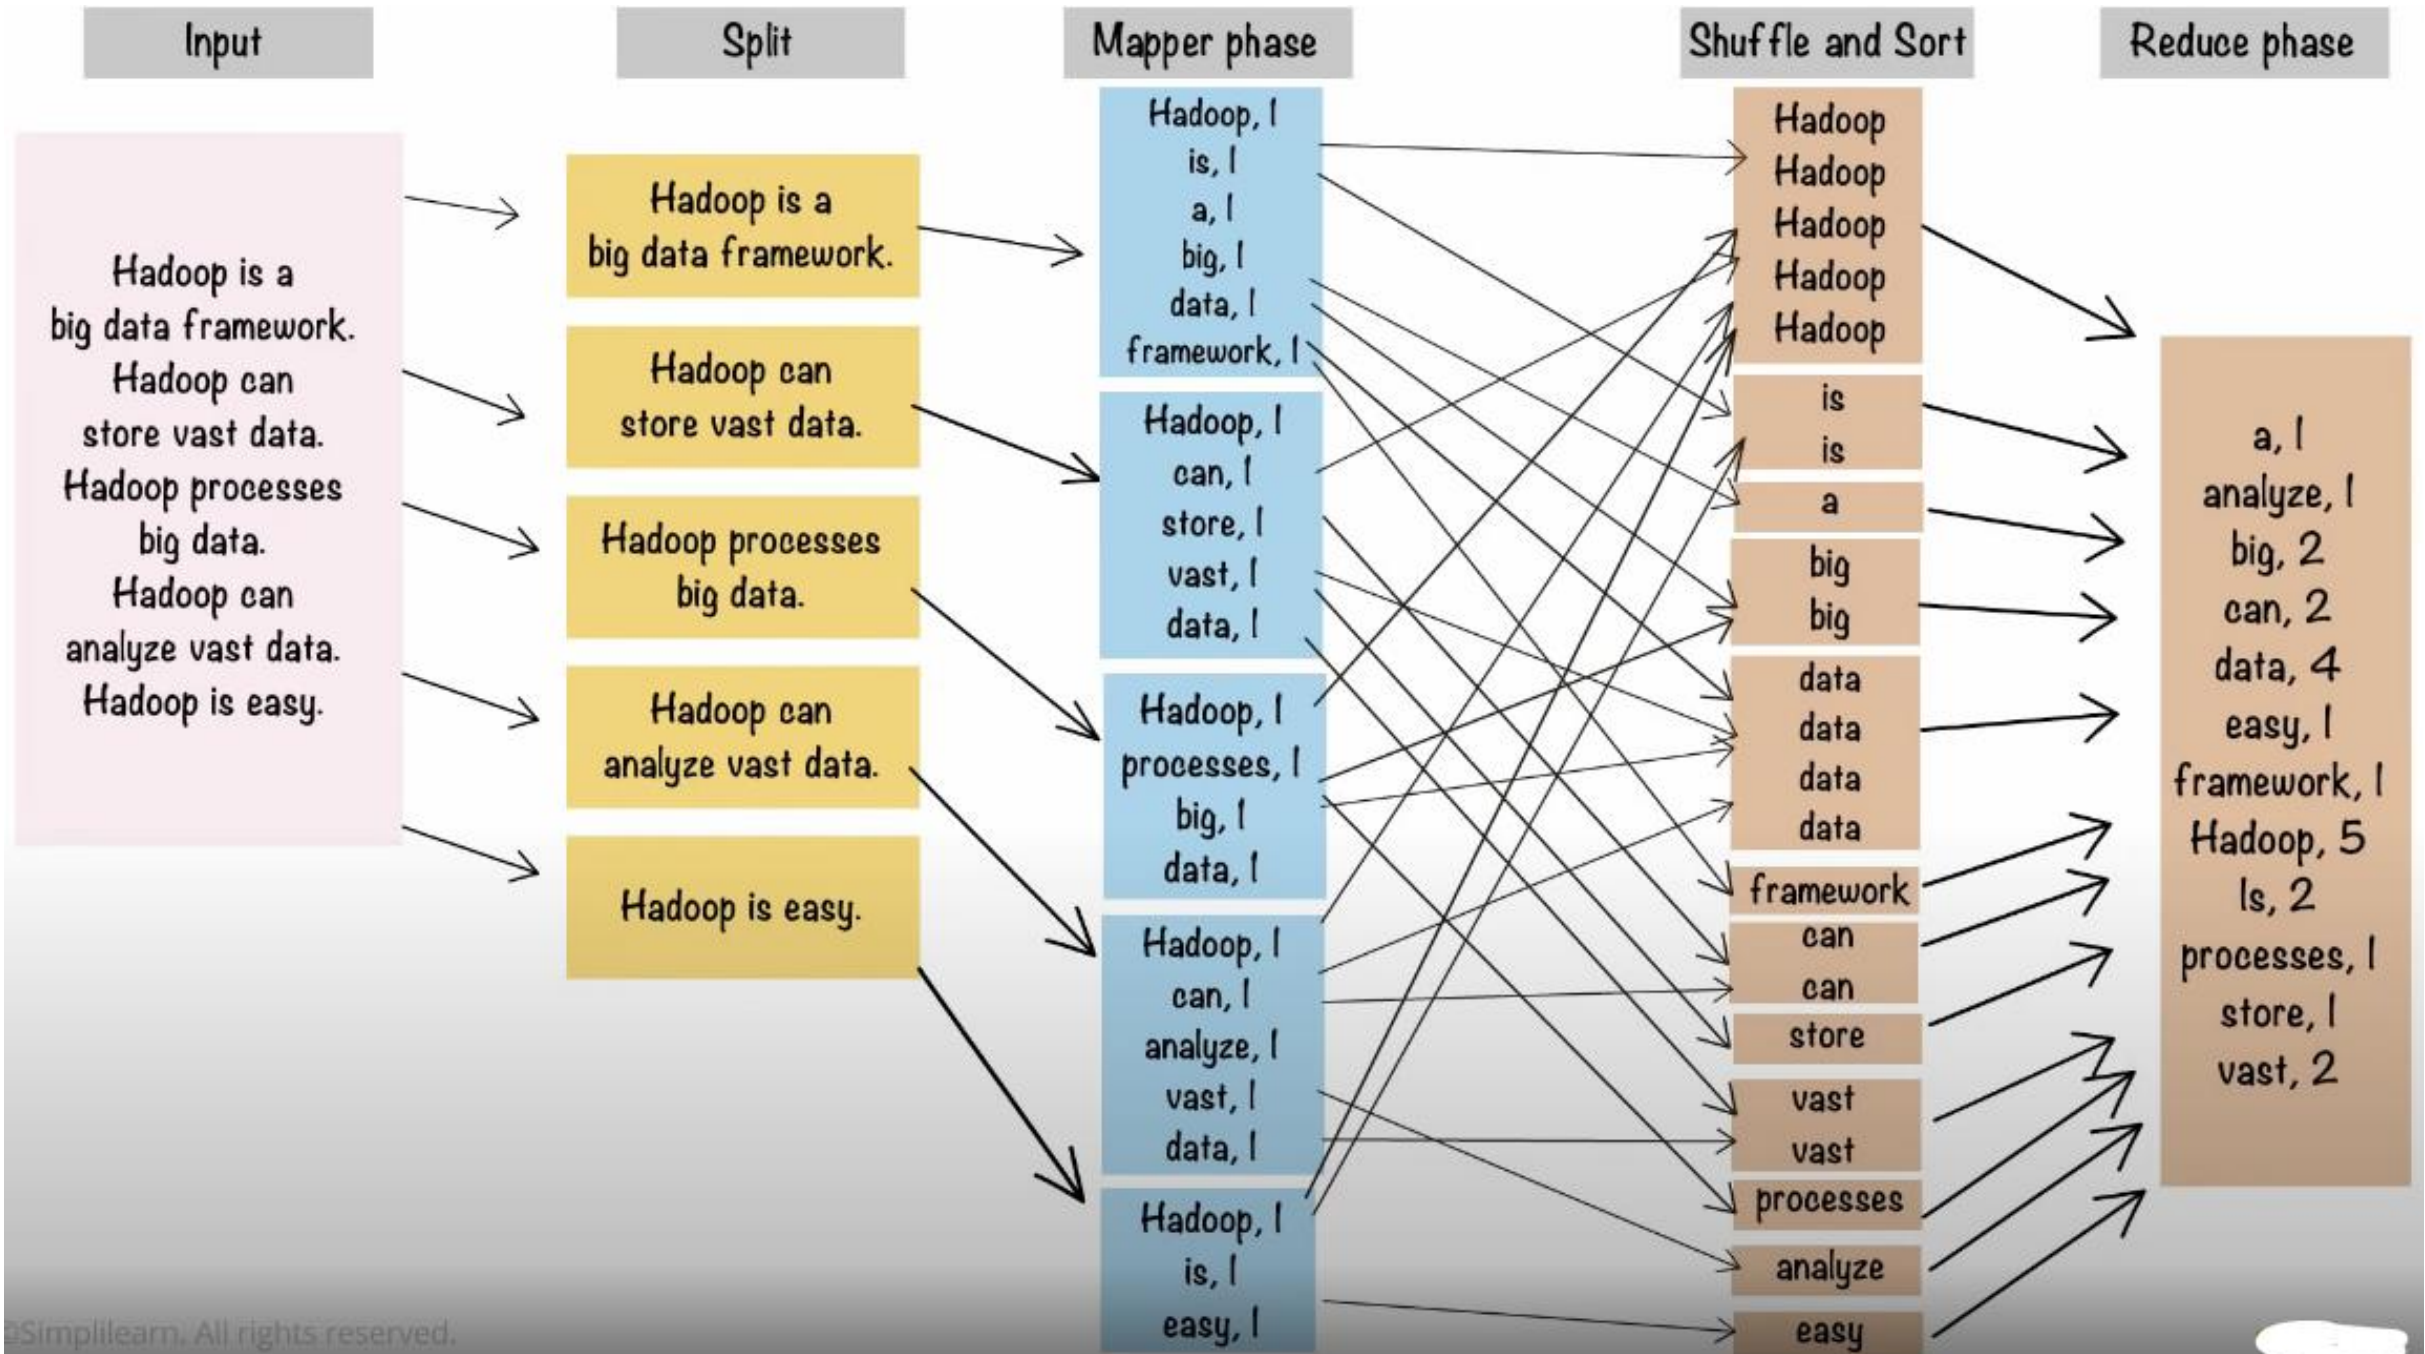 Input
Split
Mapper phase
Shuffle and Sort
Reduce phase
Hadoop is a
big data framework.
Hadoop can
store vast data.
Hadoop processes
big data.
Hadoop can
analyze vast data.
Hadoop is easy.
Hadoop is a
big data framework.
Hadoop can
store vast data.
Hadoop processes
big data.
Hadoop can
analyze vast data.
Hadoop is easy.
Hadoop, 1
is, 1
a, 1
big, 1
data, 1
framework, 1
Hadoop, 1
can, 1
store, 1
vast, 1
data, 1
Hadoop, 1
processes, 1
big, 1
data, 1
Hadoop, 1
can, 1
analyze, 1
vast, 1
data, 1
Hadoop, 1
is, 1
easy, 1
Hadoop
Hadoop
Hadoop
Hadoop
Hadoop
is
is
a
big
big
data
data
data
data
framework
can
can
store
vast
vast
processes
analyze
easy
a, 1
analyze, 1
big, 2
can, 2
data, 4
easy, 1
framework, 1
Hadoop, 5
Is, 2
processes, 1
store, 1
vast, 2
©Simplilearn. All rights reserved.